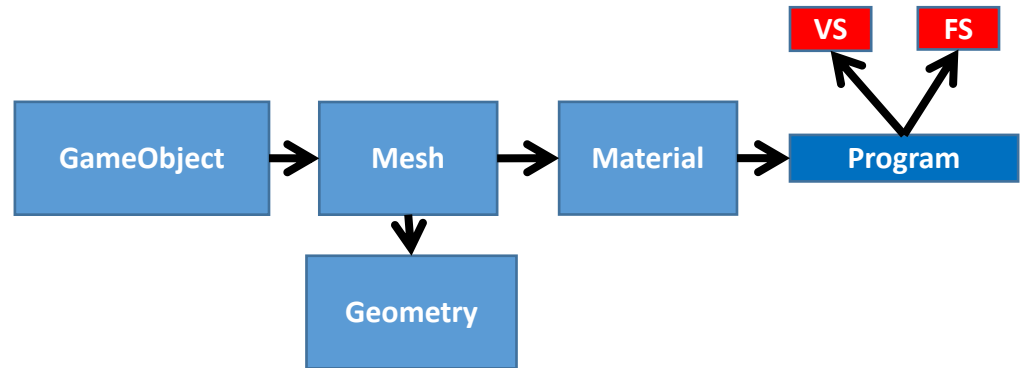 VS
FS
GameObject
Mesh
Material
Program
Geometry